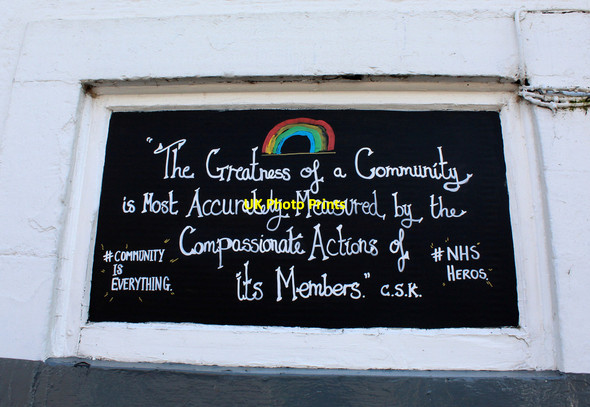 "The Greatness of a Community
is Most Accurately Measured by the
Compassionate Actions of
its Members." C.S.K.
#COMMUNITY
IS
EVERYTHING.
#NHS
HEROS.
UK Photo Prints